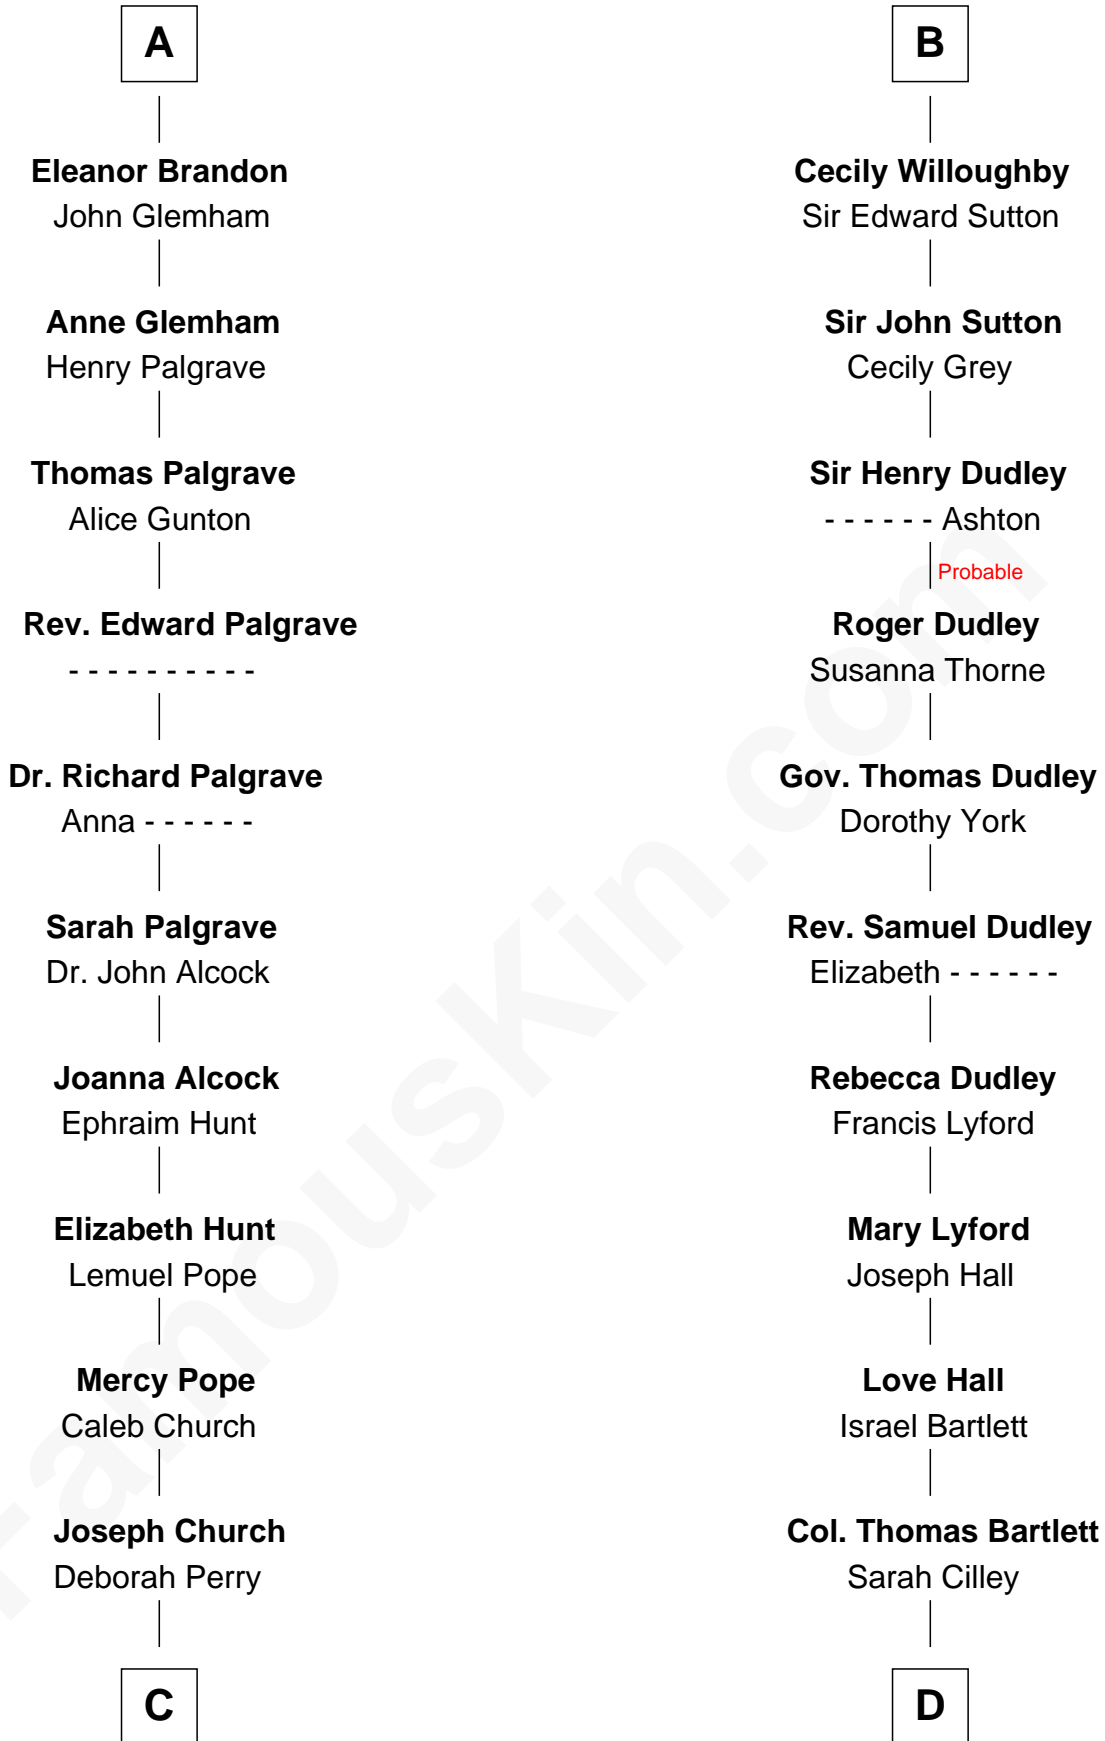 A
Eleanor Brandon
John Glemham
Anne Glemham
Henry Palgrave
Thomas Palgrave
Alice Gunton
Rev. Edward Palgrave
- - - - - - - - - -
Dr. Richard Palgrave
Anna - - - - - -
Sarah Palgrave
Dr. John Alcock
Joanna Alcock
Ephraim Hunt
Elizabeth Hunt
Lemuel Pope
Mercy Pope
Caleb Church
Joseph Church
Deborah Perry
C
B
Cecily Willoughby
Sir Edward Sutton
Sir John Sutton
Cecily Grey
Sir Henry Dudley
- - - - - - Ashton
Probable
Roger Dudley
Susanna Thorne
Gov. Thomas Dudley
Dorothy York
Rev. Samuel Dudley
Elizabeth - - - - - -
Rebecca Dudley
Francis Lyford
Mary Lyford
Joseph Hall
Love Hall
Israel Bartlett
Col. Thomas Bartlett
Sarah Cilley
D
FamousKin.com